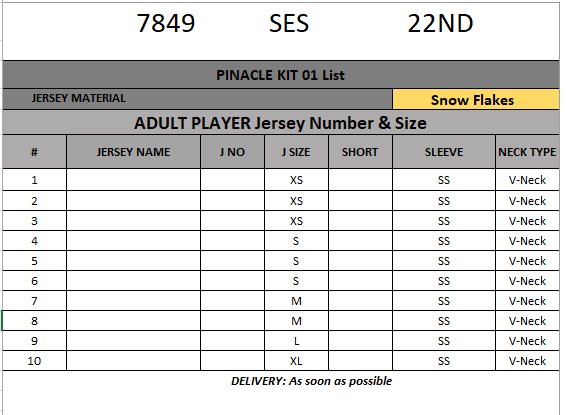 7849 SES 22ND
PINACLE KIT 01 List
JERSEY MATERIAL Snow Flakes
ADULT PLAYER Jersey Number & Size
# JERSEY NAME J NO J SIZE SHORT SLEEVE NECK TYPE
1 XS SS V-Neck
2 XS SS V-Neck
3 XS SS V-Neck
4 S SS V-Neck
5 S SS V-Neck
6 S SS V-Neck
7 M SS V-Neck
8 M SS V-Neck
9 L SS V-Neck
10 XL SS V-Neck
DELIVERY: As soon as possible